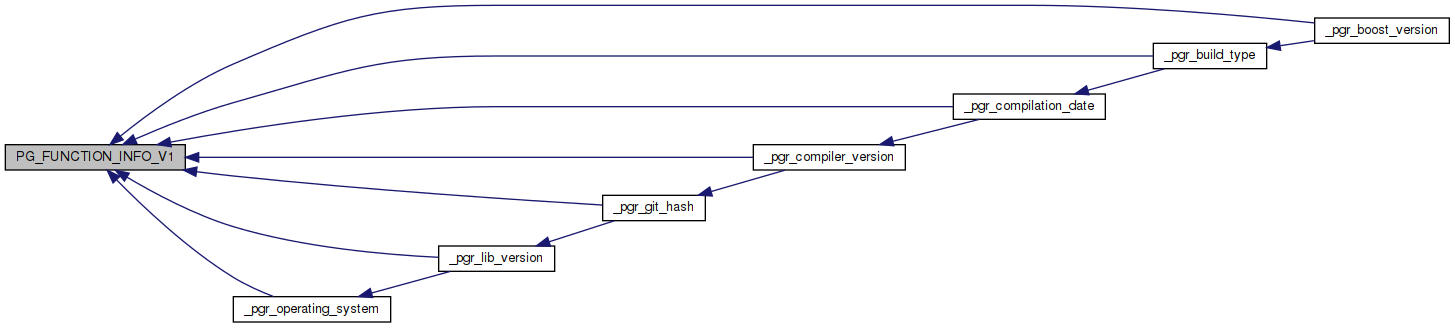 _pgr_boost_version
_pgr_build_type
_pgr_compilation_date
PG_FUNCTION_INFO_V1
_pgr_compiler_version
_pgr_git_hash
_pgr_lib_version
_pgr_operating_system